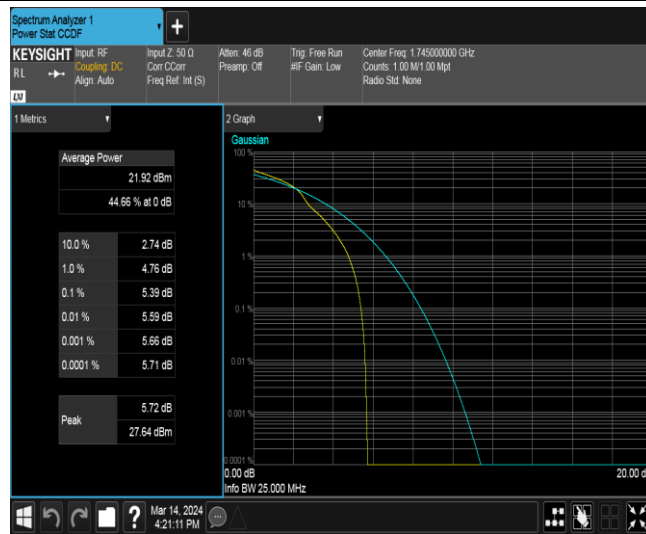 Spectrum Analyzer 1
Power Stat CCDF
+
KEYSIGHT
RL
LXI
Input: RF
Coupling: DC
Align: Auto
Input Z: 50 Ω
Corr CCorr
Freq Ref: Int (S)
Atten: 46 dB
Preamp: Off
Trig: Free Run
#IF Gain: Low
Center Freq: 1.745000000 GHz
Counts: 1.00 M/1.00 Mpt
Radio Std: None
1 Metrics
Average Power
21.92 dBm
44.66 % at 0 dB
10.0 % 2.74 dB
1.0 % 4.76 dB
0.1 % 5.39 dB
0.01 % 5.59 dB
0.001 % 5.66 dB
0.0001 % 5.71 dB
Peak
5.72 dB
27.64 dBm
2 Graph
Gaussian
100 %
10 %
1 %
0.1 %
0.01 %
0.001 %
0.0001 %
0.00 dB
20.00 d
Info BW 25.000 MHz
?
Mar 14, 2024
4:21:11 PM